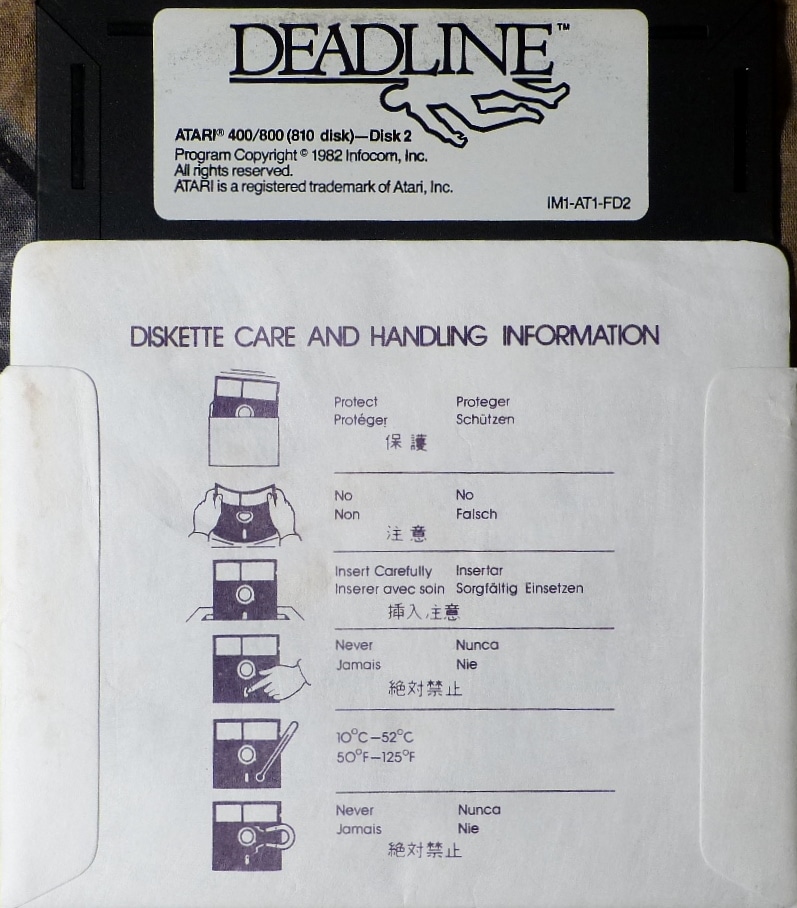 DEADLINE™
ATARI® 400/800 (810 disk)—Disk 2
Program Copyright © 1982 Infocom, Inc.
All rights reserved.
ATARI is a registered trademark of Atari, Inc.
IM1-AT1-FD2
DISKETTE CARE AND HANDLING INFORMATION
Protect Proteger
Protéger Schützen
保護
No No
Non Falsch
注意
Insert Carefully Insertar
Inserer avec soin Sorgfältig Einsetzen
挿入注意
Never Nunca
Jamais Nie
絶対禁止
10°C–52°C
50°F–125°F
Never Nunca
Jamais Nie
絶対禁止